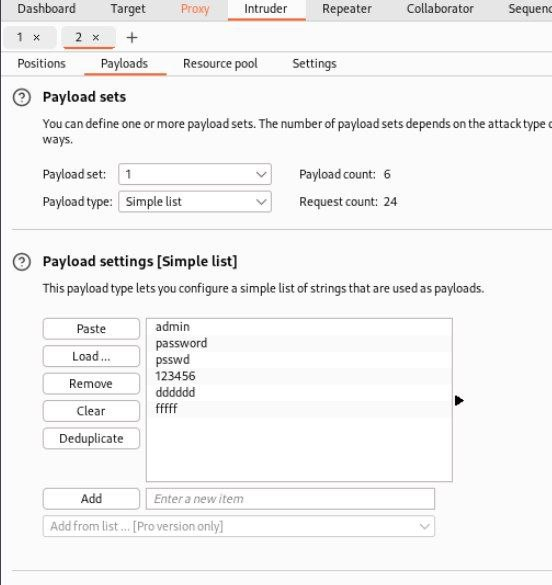 Dashboard Target Proxy Intruder Repeater Collaborator
1 × 2 × +
Positions Payloads Resource pool Settings
? Payload sets
You can define one or more payload sets. The number of payload sets depends on the attack type
ways.
Payload set: 1 Payload count: 6
Payload type: Simple list Request count: 24
? Payload settings [Simple list]
This payload type lets you configure a simple list of strings that are used as payloads.
Paste
Load ...
Remove
Clear
Deduplicate
admin
password
psswd
123456
dddddd
fffff
Add Enter a new item
Add from list ... [Pro version only]